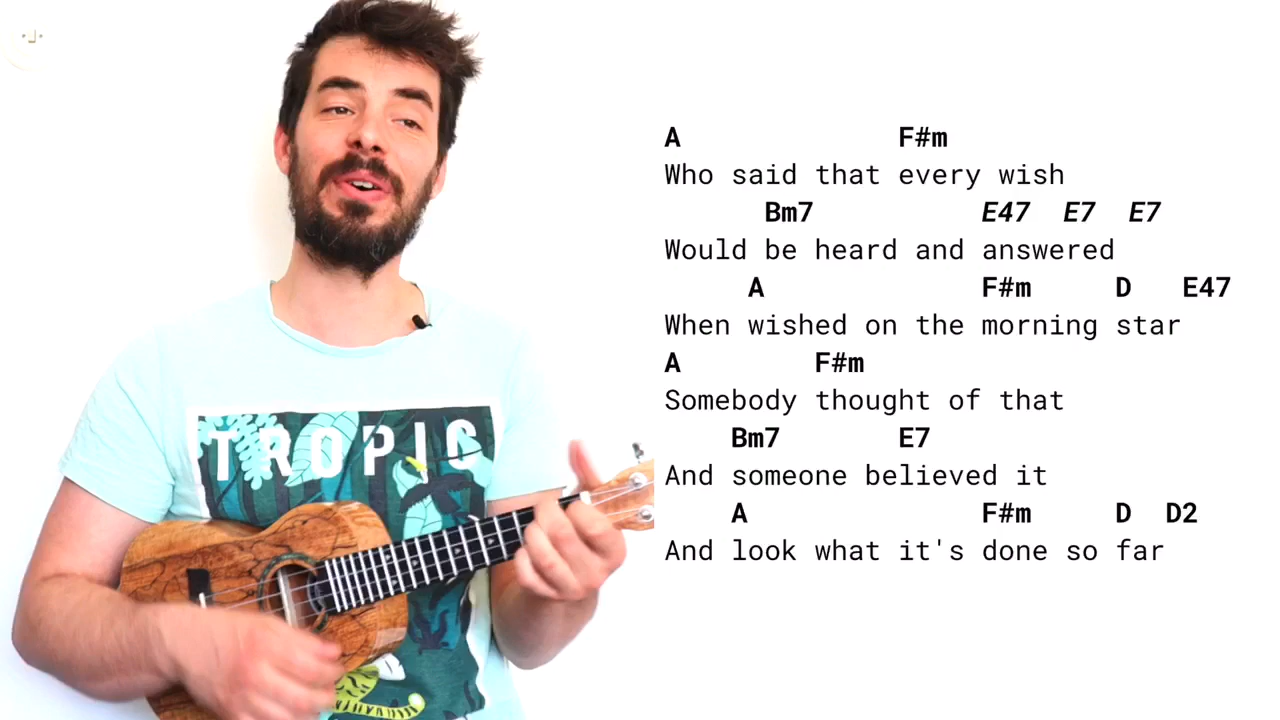 TROPIC
A F#m
Who said that every wish
Bm7 E47 E7 E7
Would be heard and answered
A F#m D E47
When wished on the morning star
A F#m
Somebody thought of that
Bm7 E7
And someone believed it
A F#m D D2
And look what it's done so far